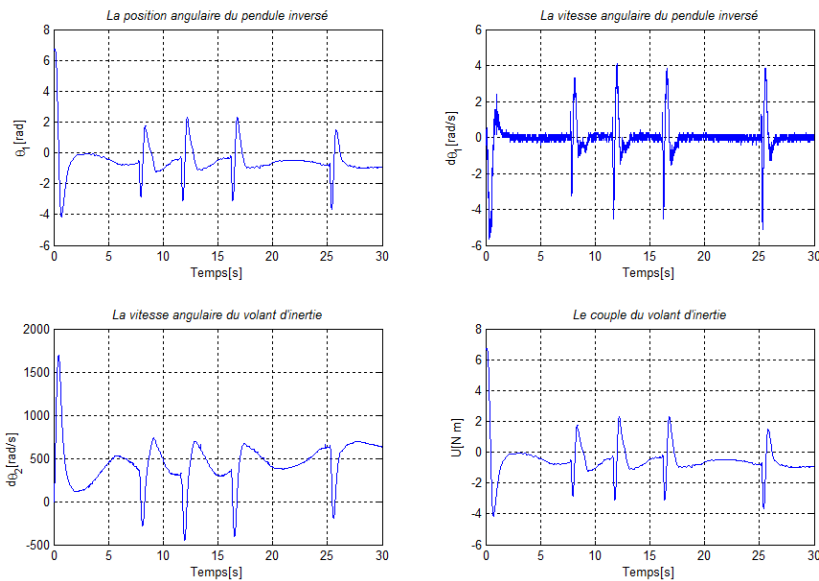 La position angulaire du pendule inversé
8
6
4
2
0
-2
-4
-6
θ1[rad]
0 5 10 15 20 25 30
Temps[s]
La vitesse angulaire du pendule inversé
6
4
2
0
-2
-4
-6
dθ1[rad/s]
0 5 10 15 20 25 30
Temps[s]
La vitesse angulaire du volant d'inertie
2000
1500
1000
500
0
-500
dθ2[rad/s]
0 5 10 15 20 25 30
Temps[s]
Le couple du volant d'inertie
8
6
4
2
0
-2
-4
-6
U[N m]
0 5 10 15 20 25 30
Temps[s]